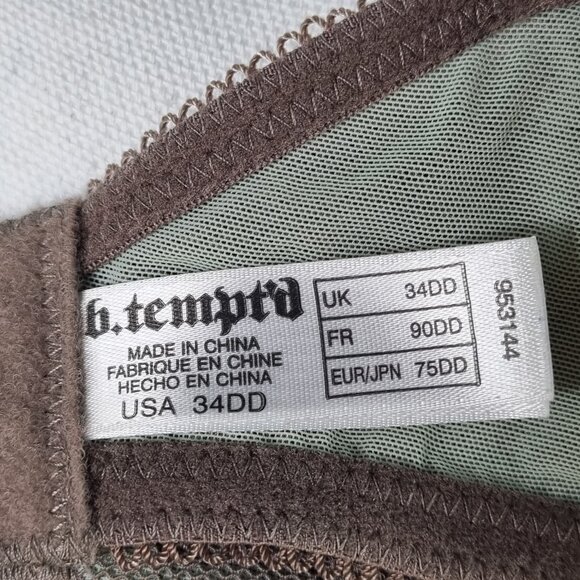 b.tempt'd
MADE IN CHINA
FABRIQUE EN CHINE
HECHO EN CHINA
USA 34DD
UK 34DD
FR 90DD
EUR/JPN 75DD
953144